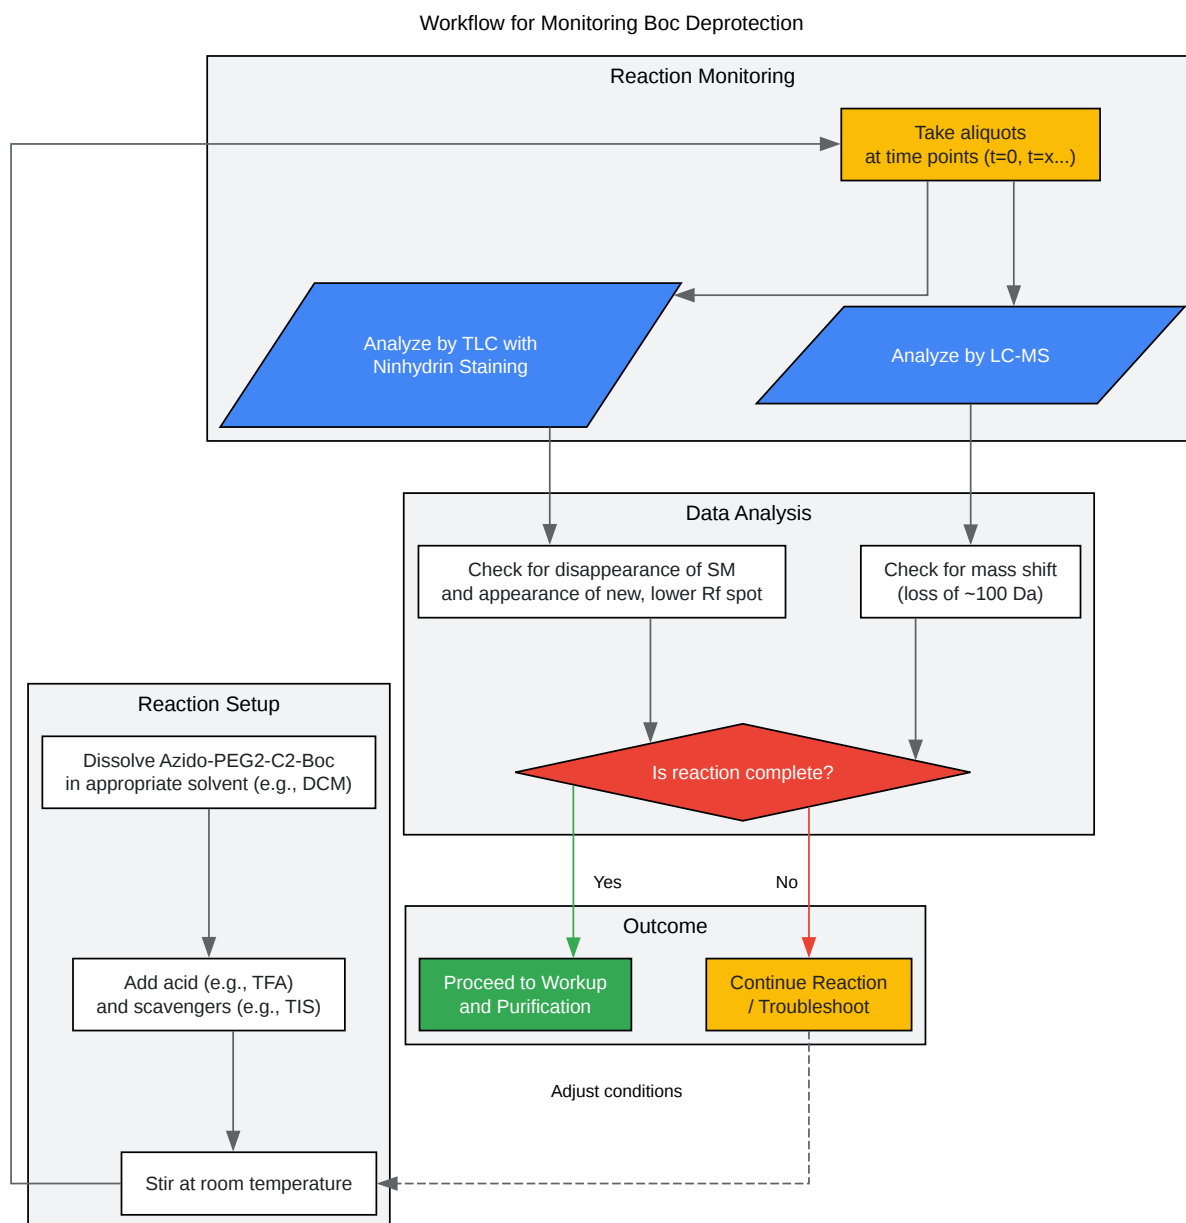 Workflow for Monitoring Boc Deprotection
Reaction Monitoring
Take aliquots
at time points (t=0, t=x...)
Analyze by TLC with
Ninhydrin Staining
Analyze by LC-MS
Data Analysis
Check for disappearance of SM
and appearance of new, lower Rf spot
Check for mass shift
(loss of ~100 Da)
Is reaction complete?
Reaction Setup
Dissolve Azido-PEG2-C2-Boc
in appropriate solvent (e.g., DCM)
Add acid (e.g., TFA)
and scavengers (e.g., TIS)
Stir at room temperature
Yes
No
Outcome
Proceed to Workup
and Purification
Continue Reaction
/ Troubleshoot
Adjust conditions